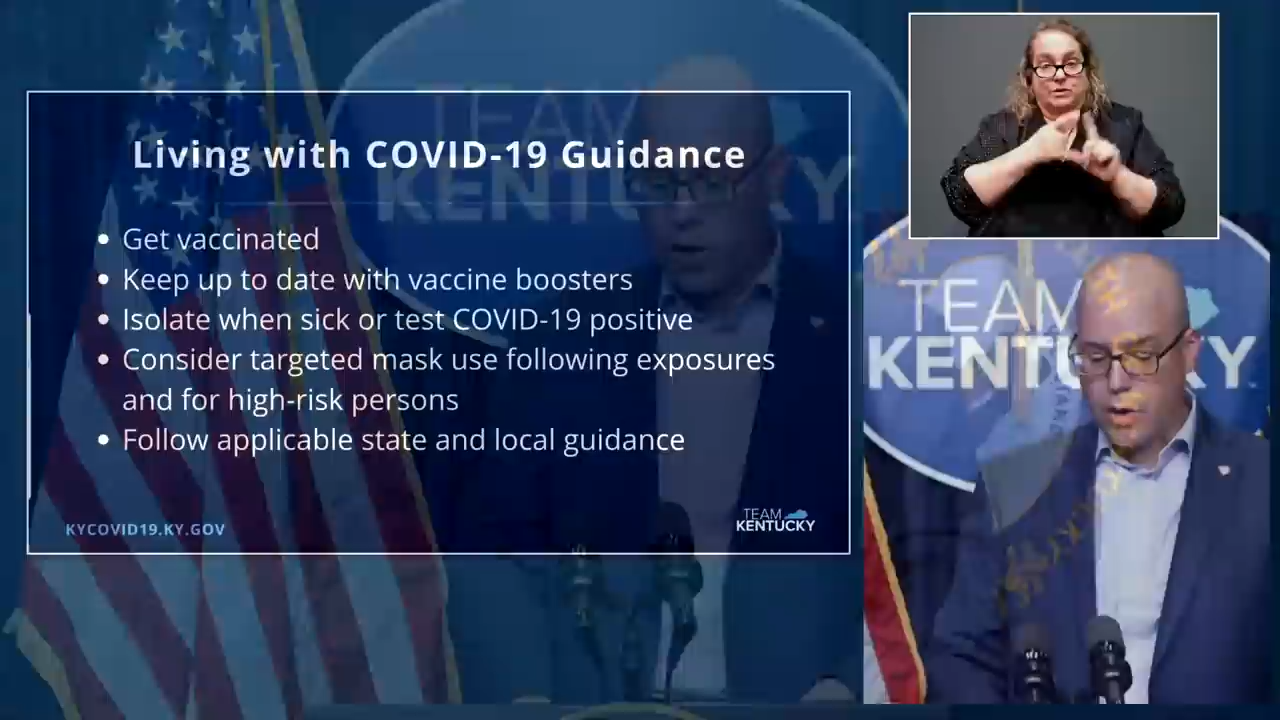 Living with COVID-19 Guidance
• Get vaccinated
• Keep up to date with vaccine boosters
• Isolate when sick or test COVID-19 positive
• Consider targeted mask use following exposures
and for high-risk persons
• Follow applicable state and local guidance
KYCOVID19.KY.GOV
TEAM
KENTUCKY
TEAM
KENTUCKY
TEAM
KENTU KY